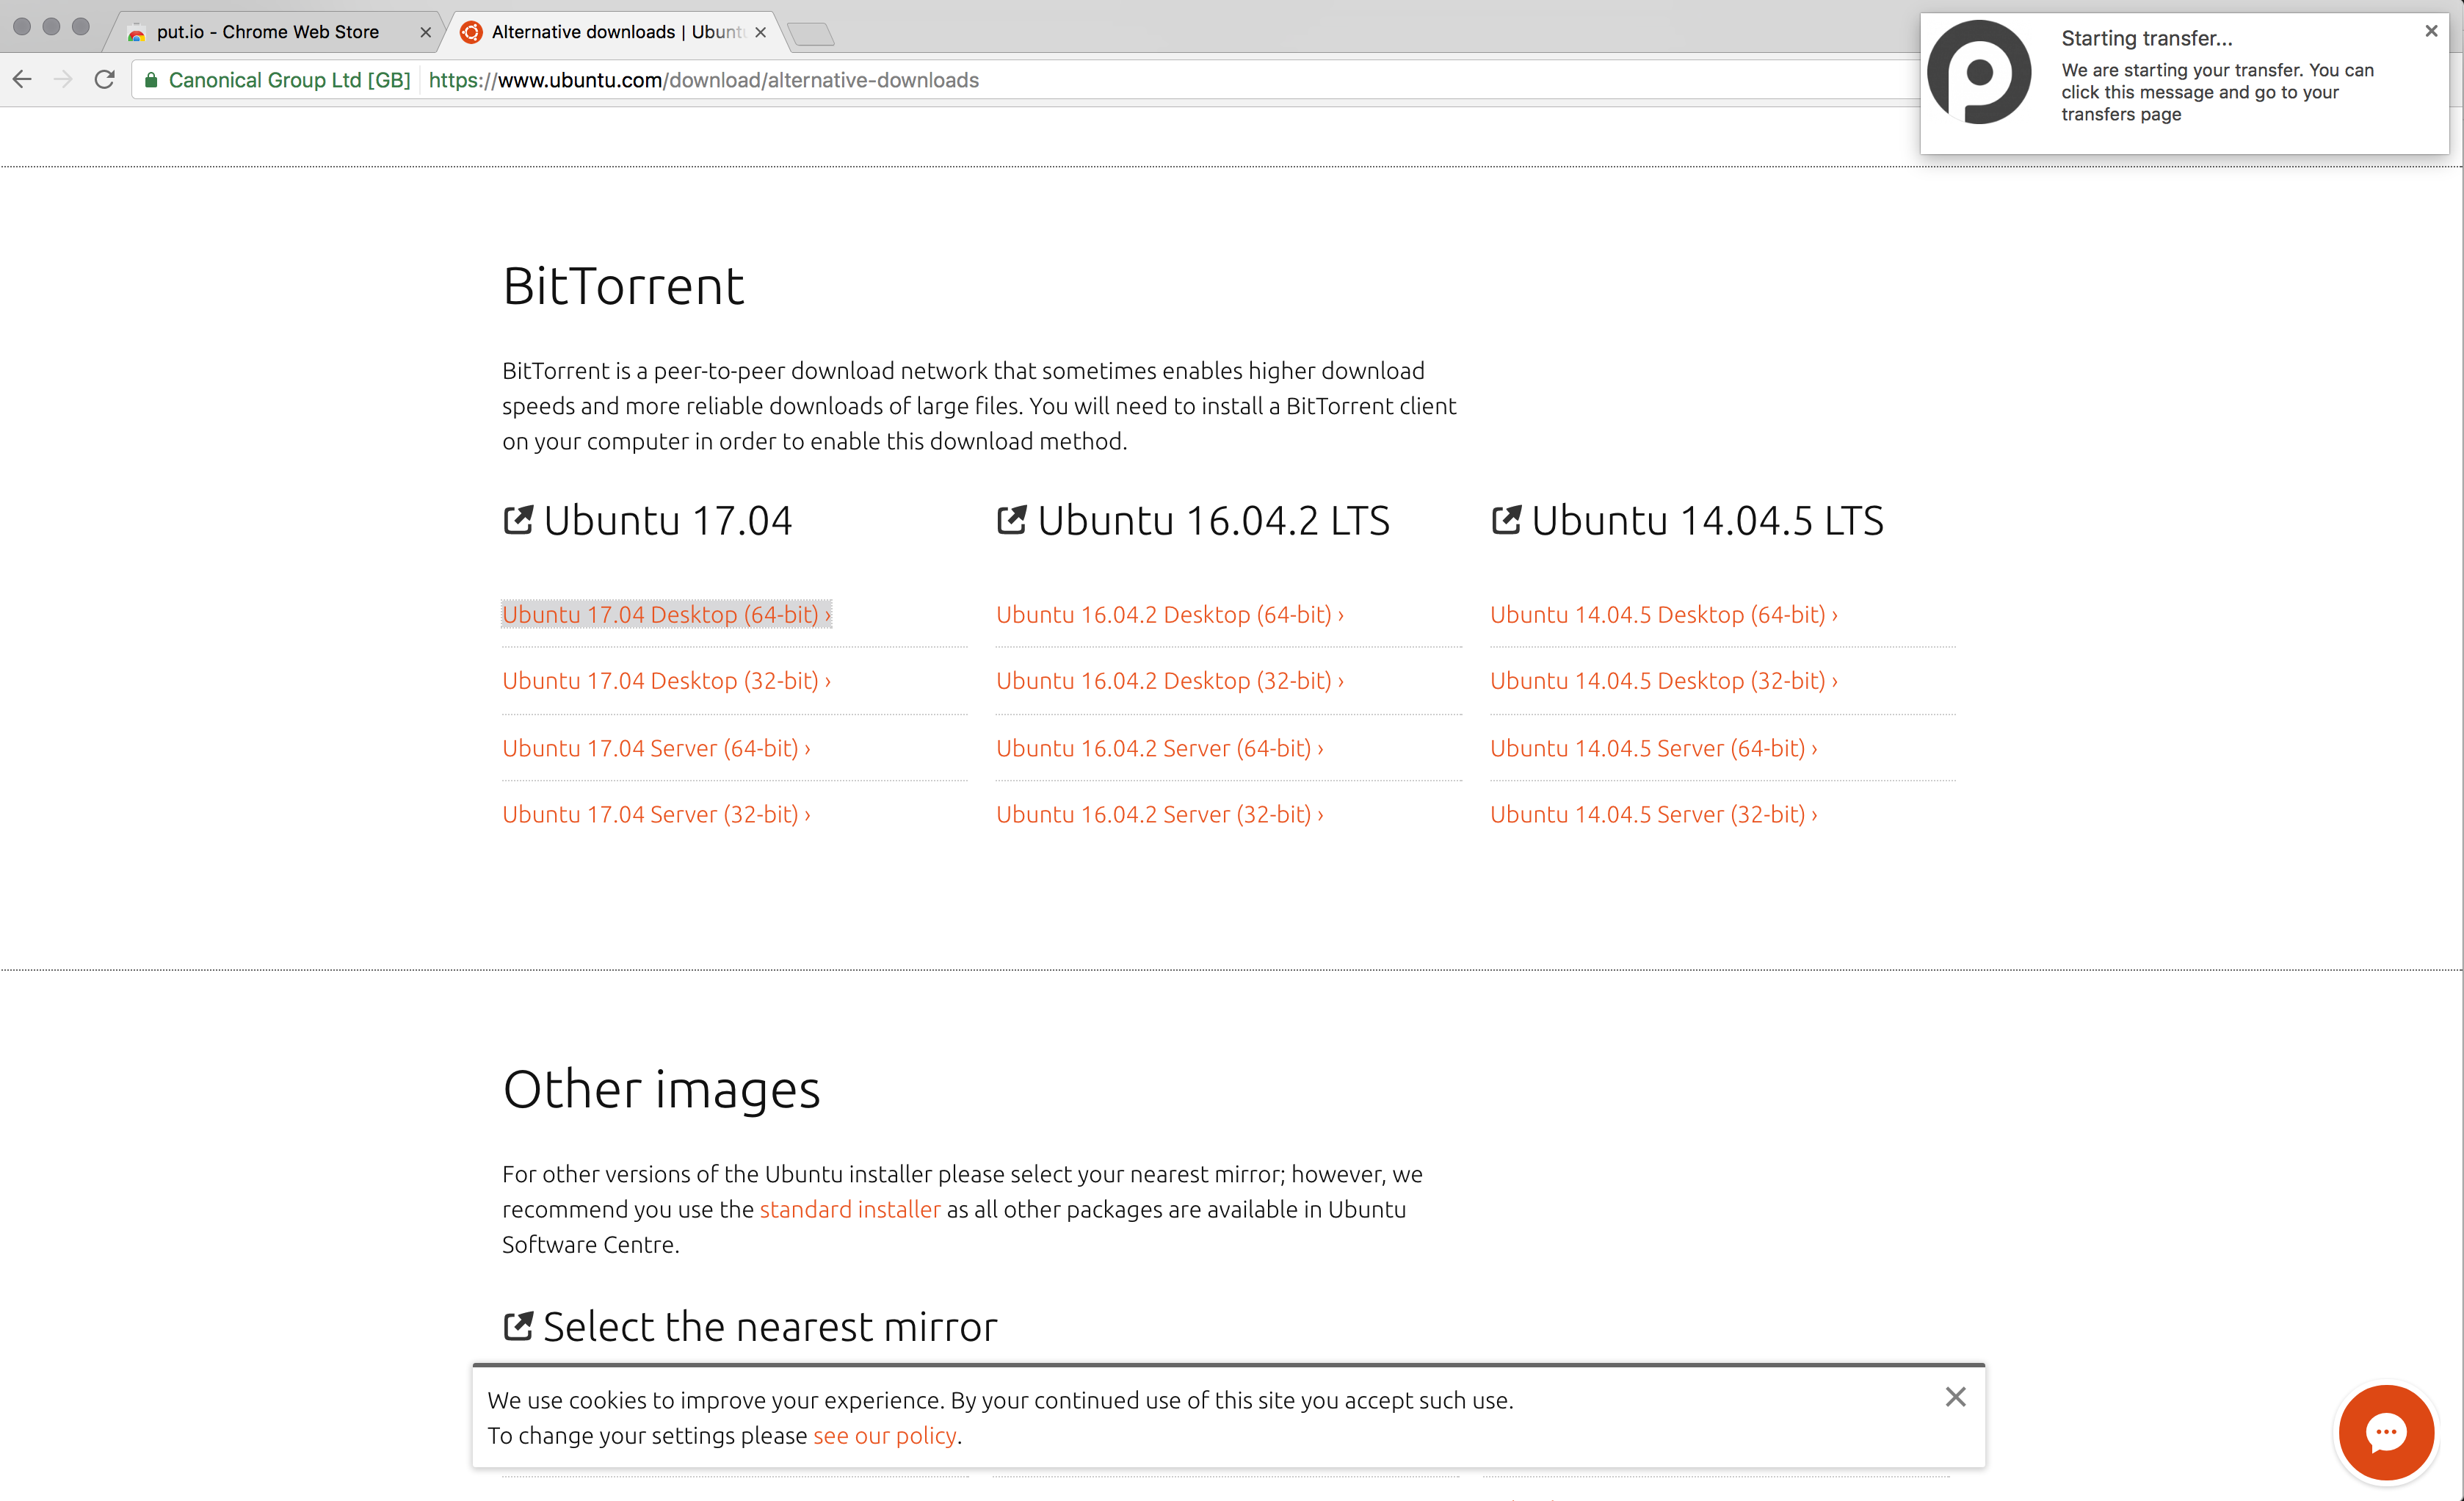 put.io - Chrome Web Store
Alternative downloads | Ubuntu
Canonical Group Ltd [GB]
https://www.ubuntu.com/download/alternative-downloads
Starting transfer...
We are starting your transfer. You can
click this message and go to your
transfers page
BitTorrent
BitTorrent is a peer-to-peer download network that sometimes enables higher download
speeds and more reliable downloads of large files. You will need to install a BitTorrent client
on your computer in order to enable this download method.
Ubuntu 17.04
Ubuntu 16.04.2 LTS
Ubuntu 14.04.5 LTS
Ubuntu 17.04 Desktop (64-bit) ›
Ubuntu 16.04.2 Desktop (64-bit) ›
Ubuntu 14.04.5 Desktop (64-bit) ›
Ubuntu 17.04 Desktop (32-bit) ›
Ubuntu 16.04.2 Desktop (32-bit) ›
Ubuntu 14.04.5 Desktop (32-bit) ›
Ubuntu 17.04 Server (64-bit) ›
Ubuntu 16.04.2 Server (64-bit) ›
Ubuntu 14.04.5 Server (64-bit) ›
Ubuntu 17.04 Server (32-bit) ›
Ubuntu 16.04.2 Server (32-bit) ›
Ubuntu 14.04.5 Server (32-bit) ›
Other images
For other versions of the Ubuntu installer please select your nearest mirror; however, we
recommend you use the standard installer as all other packages are available in Ubuntu
Software Centre.
Select the nearest mirror
We use cookies to improve your experience. By your continued use of this site you accept such use.
To change your settings please see our policy.